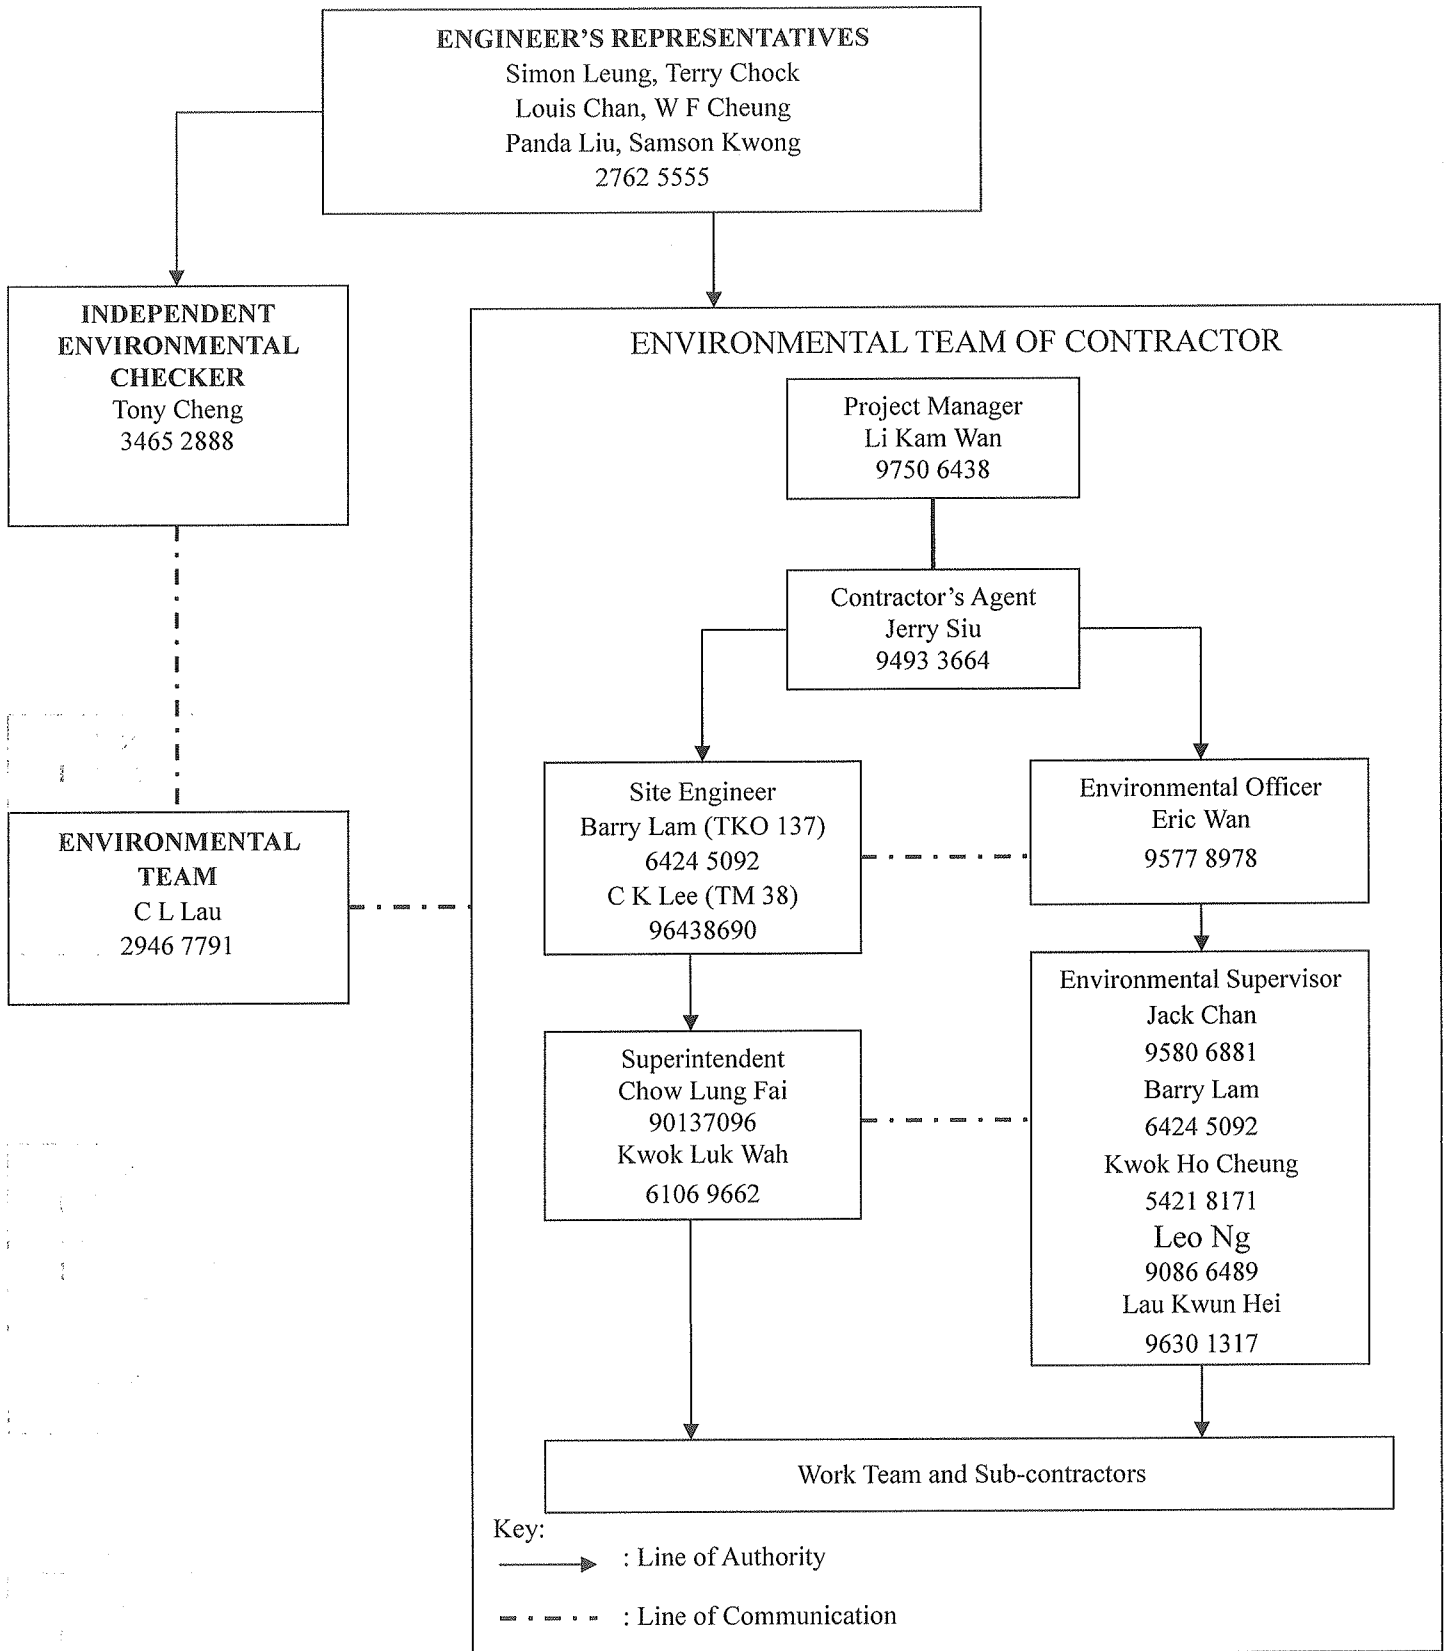 ENGINEER'S REPRESENTATIVES
Simon Leung, Terry Chock
Louis Chan, W F Cheung
Panda Liu, Samson Kwong
2762 5555
INDEPENDENT
ENVIRONMENTAL
CHECKER
Tony Cheng
3465 2888
ENVIRONMENTAL
TEAM
C L Lau
2946 7791
ENVIRONMENTAL TEAM OF CONTRACTOR
Project Manager
Li Kam Wan
9750 6438
Contractor's Agent
Jerry Siu
9493 3664
Site Engineer
Barry Lam (TKO 137)
6424 5092
C K Lee (TM 38)
96438690
Environmental Officer
Eric Wan
9577 8978
Superintendent
Chow Lung Fai
90137096
Kwok Luk Wah
6106 9662
Environmental Supervisor
Jack Chan
9580 6881
Barry Lam
6424 5092
Kwok Ho Cheung
5421 8171
Leo Ng
9086 6489
Lau Kwun Hei
9630 1317
Work Team and Sub-contractors
Key:
: Line of Authority
: Line of Communication